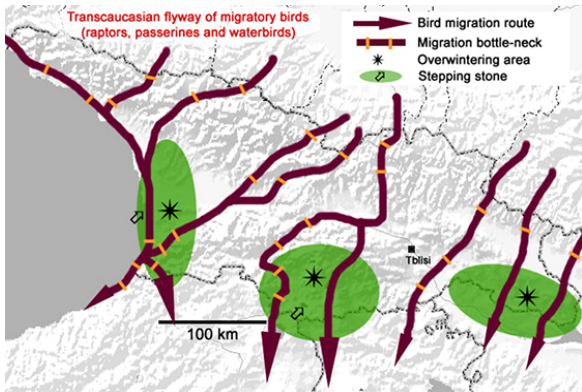 Transcaucasian flyway of migratory birds
(raptors, passerines and waterbirds)
Bird migration route
Migration bottle-neck
Overwintering area
Stepping stone
Tblisi
100 km